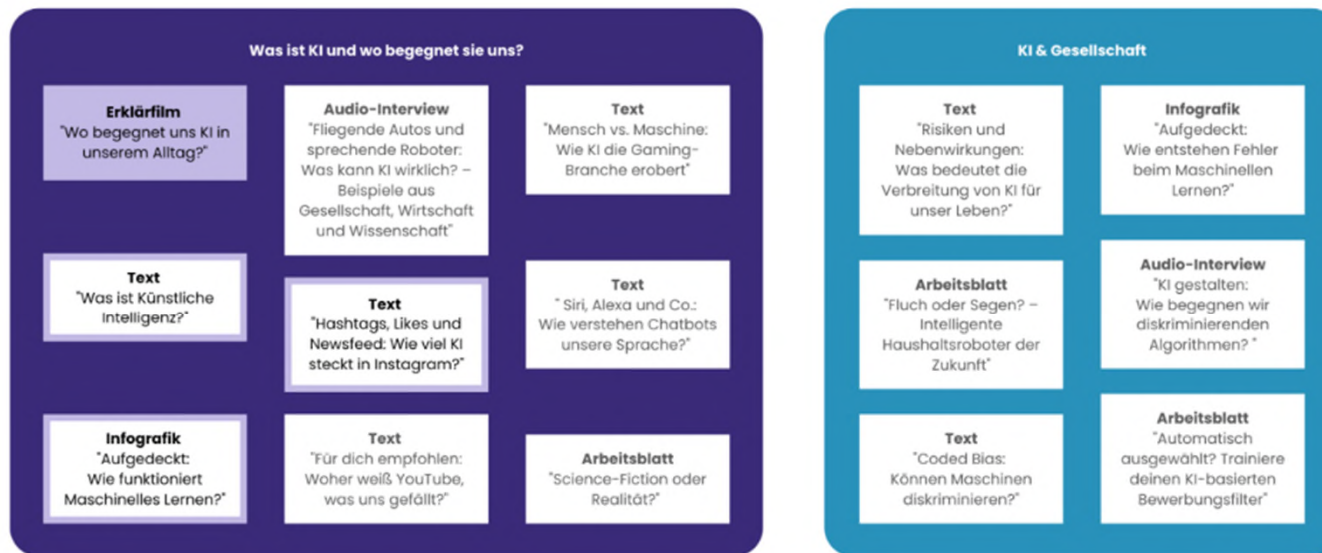 Was ist KI und wo begegnet sie uns?
Erklärfilm
"Wo begegnet uns KI in
unserem Alltag?"
Text
"Was ist Künstliche
Intelligenz?"
Infografik
"Aufgedeckt:
Wie funktioniert
Maschinelles Lernen?"
Audio-Interview
"Fliegende Autos und
sprechende Roboter:
Was kann KI wirklich? –
Beispiele aus
Gesellschaft, Wirtschaft
und Wissenschaft"
Text
"Hashtags, Likes und
Newsfeed: Wie viel KI
steckt in Instagram?"
Text
"Für dich empfohlen:
Woher weiß YouTube,
was uns gefällt?"
Text
"Mensch vs. Maschine:
Wie KI die Gaming-
Branche erobert"
Text
" Siri, Alexa und Co.:
Wie verstehen Chatbots
unsere Sprache?"
Arbeitsblatt
"Science-Fiction oder
Realität?"
KI & Gesellschaft
Text
"Risiken und
Nebenwirkungen:
Was bedeutet die
Verbreitung von KI für
unser Leben?"
Arbeitsblatt
"Fluch oder Segen? –
Intelligente
Haushaltsroboter der
Zukunft"
Text
"Coded Bias:
Können Maschinen
diskriminieren?"
Infografik
"Aufgedeckt:
Wie entstehen Fehler
beim Maschinellen
Lernen?"
Audio-Interview
"KI gestalten:
Wie begegnen wir
diskriminierenden
Algorithmen? "
Arbeitsblatt
"Automatisch
ausgewählt? Trainiere
deinen KI-basierten
Bewerbungsfilter"